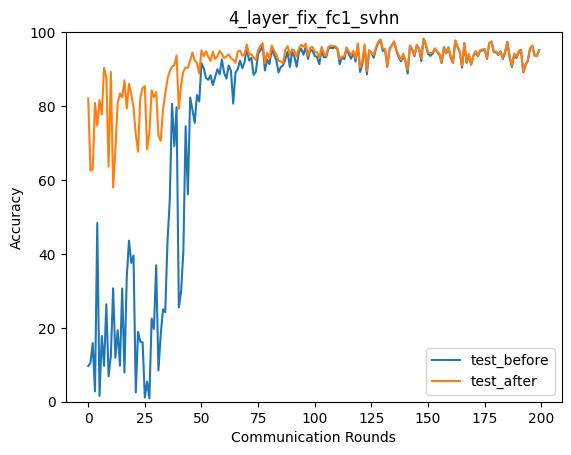 4_layer_fix_fc1_svhn
100
80
60
40
20
0
Accuracy
0 25 50 75 100 125 150 175 200
Communication Rounds
test_before
test_after